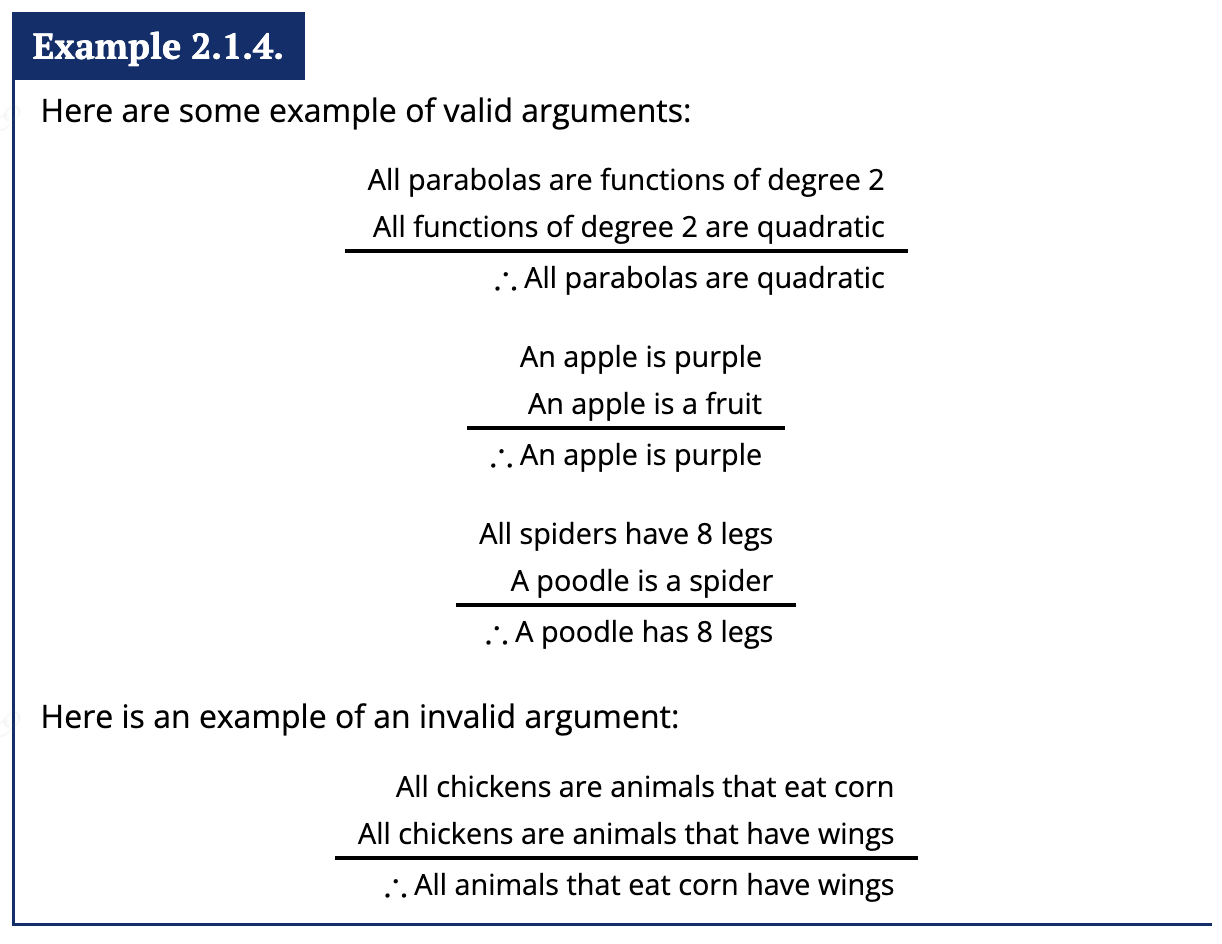 Example 2.1.4.
Here are some example of valid arguments:
All parabolas are functions of degree 2
All functions of degree 2 are quadratic
∴ All parabolas are quadratic
An apple is purple
An apple is a fruit
∴ An apple is purple
All spiders have 8 legs
A poodle is a spider
∴ A poodle has 8 legs
Here is an example of an invalid argument:
All chickens are animals that eat corn
All chickens are animals that have wings
∴ All animals that eat corn have wings